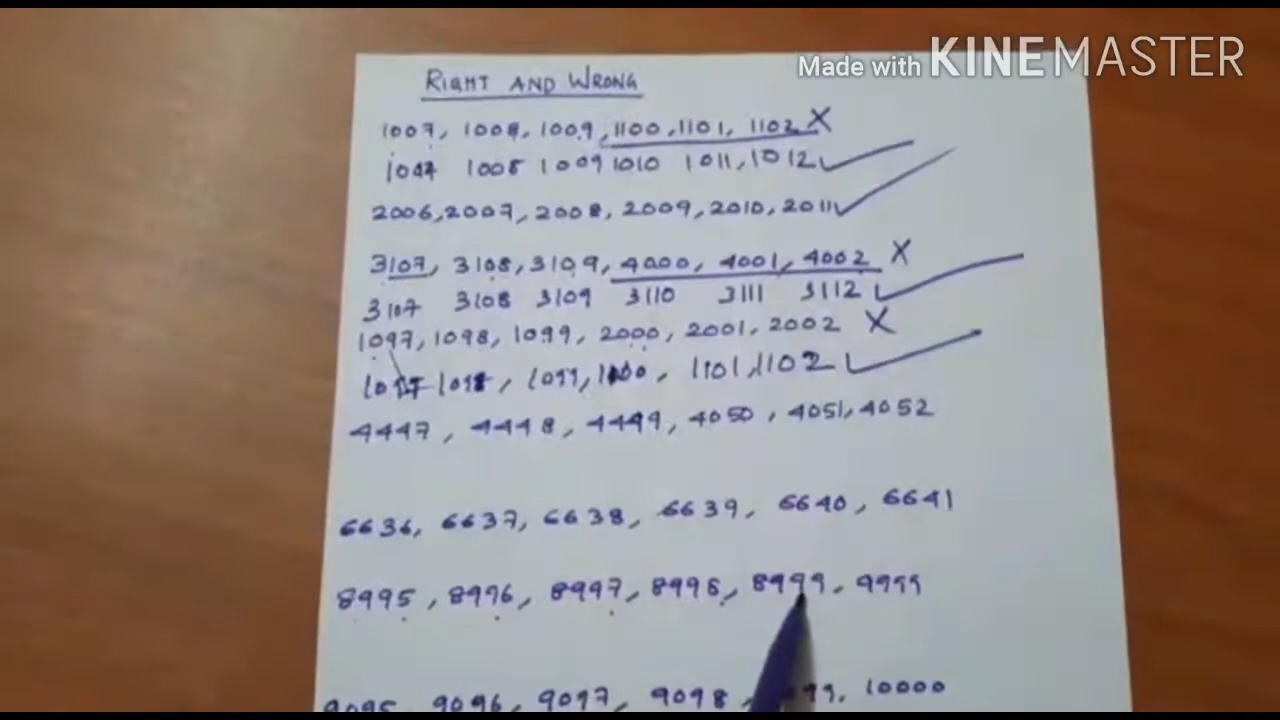 Made with KINEMASTER
RIGHT AND WRONG
1007, 1008, 1009, 1100, 1101, 1102 X
1007 1008 1009 1010 1011, 1012 ✓
2006, 2007, 2008, 2009, 2010, 2011 ✓
3107, 3108, 3109, 4000, 4001, 4002 X
3107 3108 3109 3110 3111 3112 ✓
1097, 1098, 1099, 2000, 2001, 2002 X
1097 1098, 1099, 1100, 1101, 1102 ✓
4447, 4448, 4449, 4050, 4051, 4052
6636, 6637, 6638, 6639, 6640, 6641
8995, 8996, 8997, 8998, 8999, 9999
9095, 9096, 9097, 9098, 10000